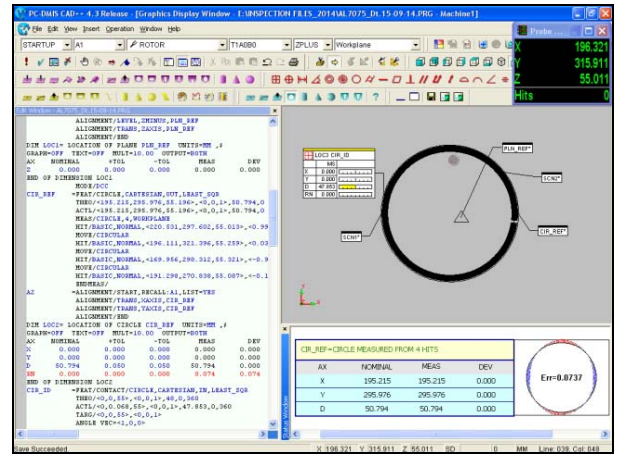 PC-DMIS CAD++ 4.3 Release - [Graphics Display Window - E:\INSPECTION FILES_2014\AL7075_Dt.15-09-14.PRG - Machine1]
File Edit View Insert Operation Window Help
STARTUP A1 P ROTOR T1A0B0 ZPLUS Workplane
Probe
X 196.321
Y 315.911
Z 55.011
Hits 0
ALIGNMENT/LEVEL,ZMINUS,PLN_REF
ALIGNMENT/TRANS,ZAXIS,PLN_REF
ALIGNMENT/END
DIM LOC1= LOCATION OF PLANE PLN_REF UNITS=MM ,$
GRAPH=OFF TEXT=OFF MULT=10.00 OUTPUT=BOTH
AX NOMINAL +TOL -TOL MEAS DEV
Z 0.000 0.000 0.000 0.000 0.000
END OF DIMENSION LOC1
MODE/DCC
CIR_REF =FEAT/CIRCLE,CARTESIAN,OUT,LEAST_SQR
THEO/<195.215,295.976,55.196>,<0,0,1>,50.794,0
ACTL/<195.215,295.976,55.196>,<0,0,1>,50.794,0
MEAS/CIRCLE,4,WORKPLANE
HIT/BASIC,NORMAL,<220.531,297.602,55.013>,<0.99
MOVE/CIRCULAR
HIT/BASIC,NORMAL,<196.111,321.396,55.259>,<0.03
MOVE/CIRCULAR
HIT/BASIC,NORMAL,<169.956,298.312,55.321>,<-0.9
MOVE/CIRCULAR
HIT/BASIC,NORMAL,<191.298,270.838,55.087>,<-0.1
ENDMEAS/
A2 =ALIGNMENT/START,RECALL:A1,LIST=YES
ALIGNMENT/TRANS,XAXIS,CIR_REF
ALIGNMENT/TRANS,YAXIS,CIR_REF
ALIGNMENT/END
DIM LOC2= LOCATION OF CIRCLE CIR_REF UNITS=MM ,$
GRAPH=OFF TEXT=OFF MULT=10.00 OUTPUT=BOTH
AX NOMINAL +TOL -TOL MEAS DEV
X 0.000 0.000 0.000 0.000 0.000
Y 0.000 0.000 0.000 0.000 0.000
D 50.794 0.050 0.050 50.794 0.000
RN 0.000 0.000 0.074 0.074
END OF DIMENSION LOC2
CIR_ID =FEAT/CONTACT/CIRCLE,CARTESIAN,IN,LEAST_SQR
THEO/<0,0,55>,<0,0,1>,48,0,360
ACTL/<0,0.068,55>,<0,0,1>,47.853,0,360
TARG/<0,0,55>,<0,0,1>
ANGLE VEC=<1,0,0>
LOC3 CIR_ID
MM
X 0.000
Y 0.000
D 47.853
RN 0.000
PLN_REF*
SCN2*
CIR_REF*
SCN1*
CIR_REF=CIRCLE MEASURED FROM 4 HITS
AX NOMINAL MEAS DEV
X 195.215 195.215 0.000
Y 295.976 295.976 0.000
D 50.794 50.794 0.000
Err=0.0737
Status Window
Save Succeeded. X 196.321 Y 315.911 Z 55.011 SD 0 MM Line: 038, Col: 048